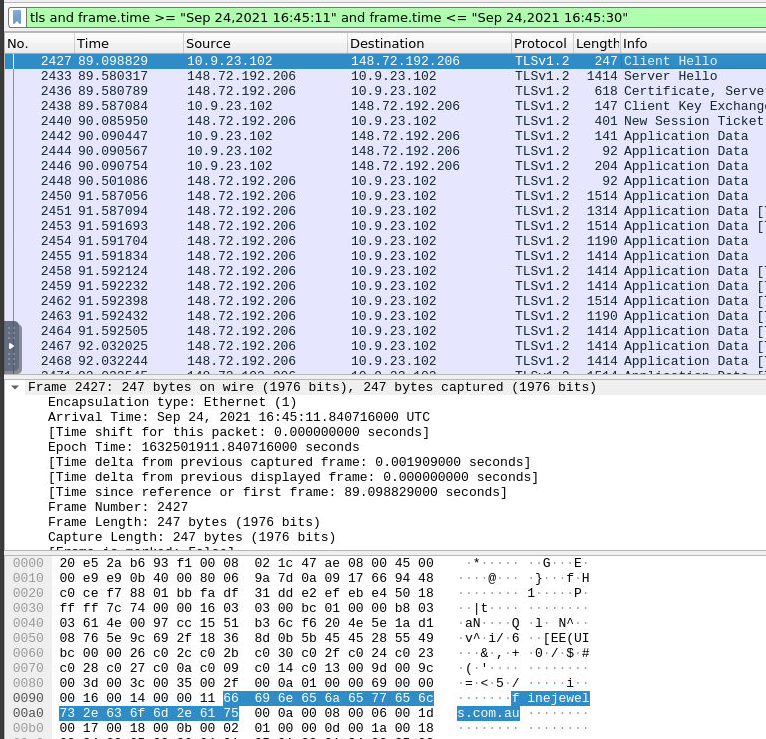 tls and frame.time >= "Sep 24,2021 16:45:11" and frame.time <= "Sep 24,2021 16:45:30"
No. Time Source Destination Protocol Length Info
2427 89.098829 10.9.23.102 148.72.192.206 TLSv1.2 247 Client Hello
2433 89.580317 148.72.192.206 10.9.23.102 TLSv1.2 1414 Server Hello
2436 89.580789 148.72.192.206 10.9.23.102 TLSv1.2 618 Certificate, Serve
2438 89.587084 10.9.23.102 148.72.192.206 TLSv1.2 147 Client Key Exchang
2440 90.085950 148.72.192.206 10.9.23.102 TLSv1.2 401 New Session Ticket
2442 90.090447 10.9.23.102 148.72.192.206 TLSv1.2 141 Application Data
2444 90.090567 10.9.23.102 148.72.192.206 TLSv1.2 92 Application Data
2446 90.090754 10.9.23.102 148.72.192.206 TLSv1.2 204 Application Data
2448 90.501086 148.72.192.206 10.9.23.102 TLSv1.2 92 Application Data
2450 91.587056 148.72.192.206 10.9.23.102 TLSv1.2 1514 Application Data
2451 91.587094 148.72.192.206 10.9.23.102 TLSv1.2 1314 Application Data [T
2453 91.591693 148.72.192.206 10.9.23.102 TLSv1.2 1514 Application Data [T
2454 91.591704 148.72.192.206 10.9.23.102 TLSv1.2 1190 Application Data
2455 91.591834 148.72.192.206 10.9.23.102 TLSv1.2 1414 Application Data
2458 91.592124 148.72.192.206 10.9.23.102 TLSv1.2 1414 Application Data [T
2459 91.592232 148.72.192.206 10.9.23.102 TLSv1.2 1414 Application Data [T
2462 91.592398 148.72.192.206 10.9.23.102 TLSv1.2 1514 Application Data [T
2463 91.592432 148.72.192.206 10.9.23.102 TLSv1.2 1190 Application Data [T
2464 91.592505 148.72.192.206 10.9.23.102 TLSv1.2 1414 Application Data [T
2467 92.032025 148.72.192.206 10.9.23.102 TLSv1.2 1414 Application Data [T
2468 92.032244 148.72.192.206 10.9.23.102 TLSv1.2 1414 Application Data [T
Frame 2427: 247 bytes on wire (1976 bits), 247 bytes captured (1976 bits)
Encapsulation type: Ethernet (1)
Arrival Time: Sep 24, 2021 16:45:11.840716000 UTC
[Time shift for this packet: 0.000000000 seconds]
Epoch Time: 1632501911.840716000 seconds
[Time delta from previous captured frame: 0.001909000 seconds]
[Time delta from previous displayed frame: 0.000000000 seconds]
[Time since reference or first frame: 89.098829000 seconds]
Frame Number: 2427
Frame Length: 247 bytes (1976 bits)
Capture Length: 247 bytes (1976 bits)
0000 20 e5 2a b6 93 f1 00 08 02 1c 47 ae 08 00 45 00 ·*····· ··G···E·
0010 00 e9 e9 0b 40 00 80 06 9a 7d 0a 09 17 66 94 48 ····@··· ·}···f·H
0020 c0 ce f7 88 01 bb fa df 31 dd e2 ef eb e4 50 18 ········ 1·····P·
0030 ff ff 7c 74 00 00 16 03 03 00 bc 01 00 00 b8 03 ··|t···· ········
0040 03 61 4e 00 97 cc 15 51 b3 6c f6 20 4e 5e 1a d1 ·aN····Q ·l· N^··
0050 08 76 5e 9c 69 2f 18 36 8d 0b 5b 45 45 28 55 49 ·v^·i/·6 ··[EE(UI
0060 bc 00 00 26 c0 2c c0 2b c0 30 c0 2f c0 24 c0 23 ···&·,·+ ·0·/·$·#
0070 c0 28 c0 27 c0 0a c0 09 c0 14 c0 13 00 9d 00 9c ·(·'···· ········
0080 00 3d 00 3c 00 35 00 2f 00 0a 01 00 00 69 00 00 ·=·<·5·/ ·····i··
0090 00 16 00 14 00 00 11 66 69 6e 65 6a 65 77 65 6c ·······f inejewel
00a0 73 2e 63 6f 6d 2e 61 75 00 0a 00 08 00 06 00 1d s.com.au ········
00b0 00 17 00 18 00 0b 00 02 01 00 00 0d 00 1a 00 18 ········ ········